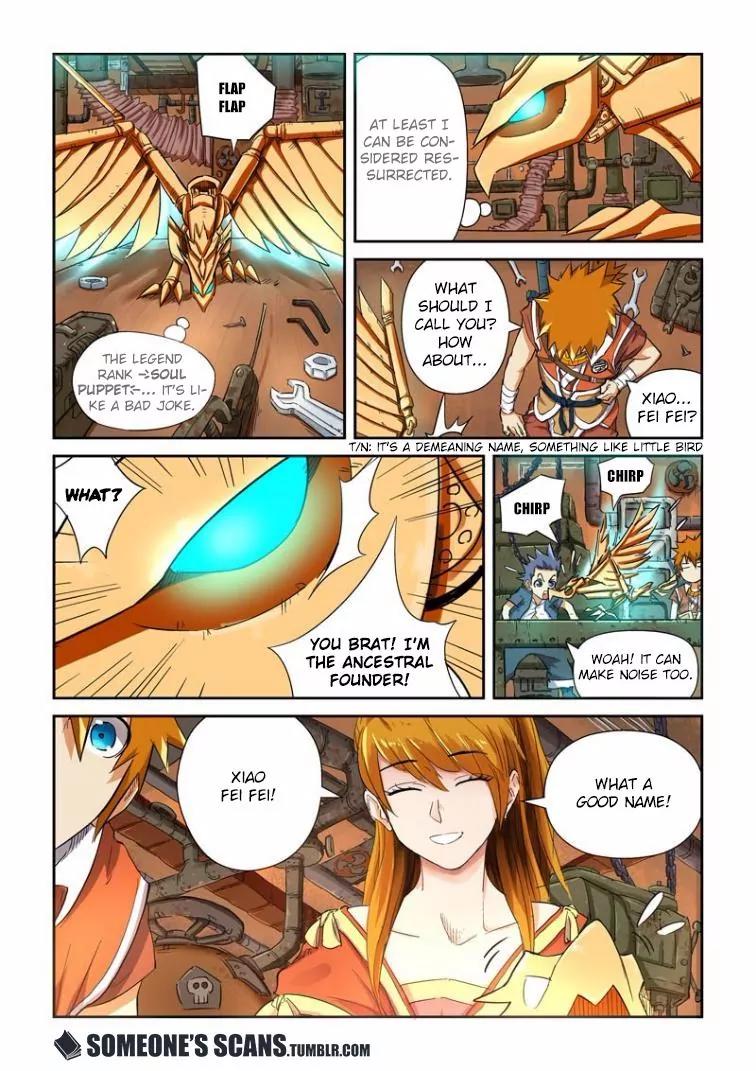 FLAP
FLAP
THE LEGEND
RANK -:-SOUL
PUPPET-:-... IT'S LI-
KE A BAD JOKE.
AT LEAST I
CAN BE CON-
SIDERED RES-
SURRECTED.
WHAT
SHOULD I
CALL YOU?
HOW
ABOUT...
XIAO...
FEI FEI?
T/N: IT'S A DEMEANING NAME, SOMETHING LIKE LITTLE BIRD
WHAT?
YOU BRAT! I'M
THE ANCESTRAL
FOUNDER!
CHIRP
CHIRP
WOAH! IT CAN
MAKE NOISE TOO.
XIAO
FEI FEI!
WHAT A
GOOD NAME!
SOMEONE'S SCANS.TUMBLR.COM